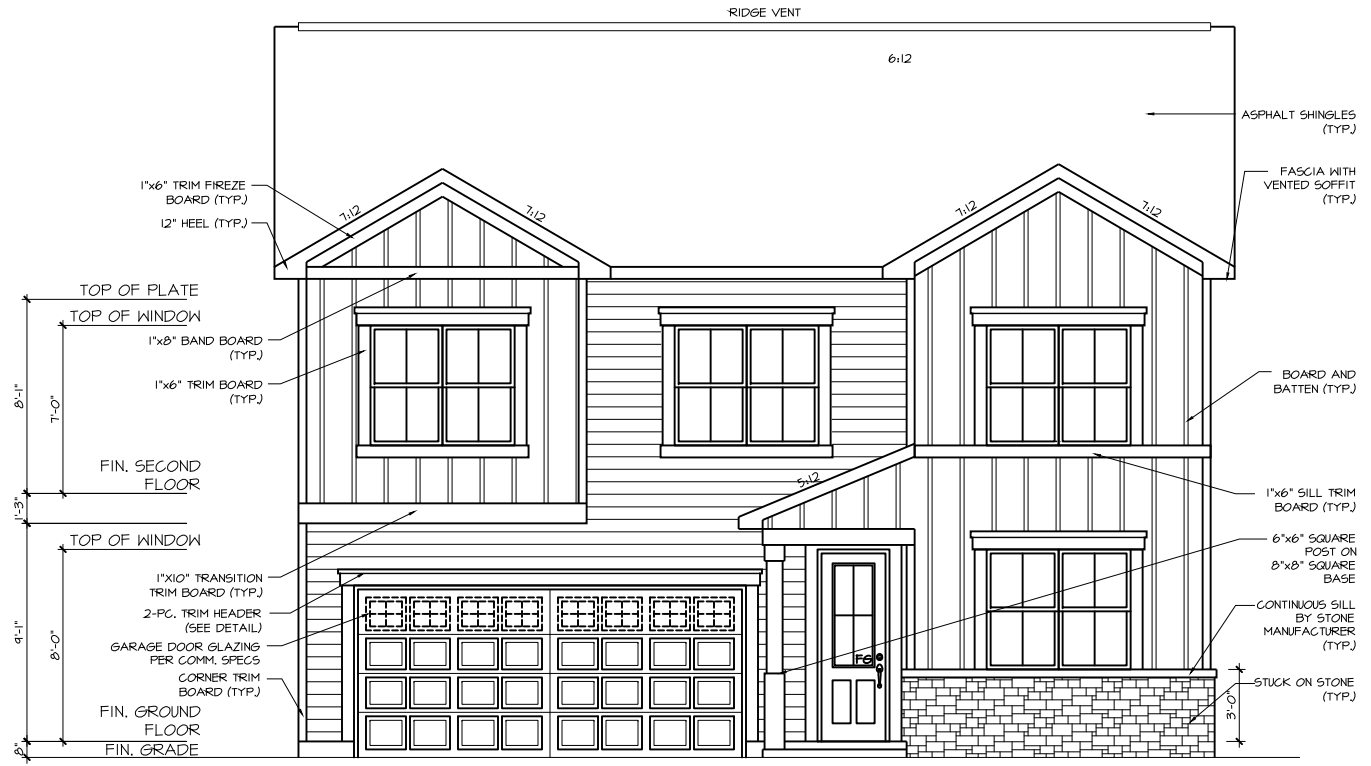 RIDGE VENT
6:12
ASPHALT SHINGLES
(TYP.)
1"x6" TRIM FIREZE
BOARD (TYP.)
12" HEEL (TYP.)
7:12
7:12
7:12
7:12
FASCIA WITH
VENTED SOFFIT
(TYP.)
TOP OF PLATE
TOP OF WINDOW
1"x8" BAND BOARD
(TYP.)
1"x6" TRIM BOARD
(TYP.)
8'-1"
7'-0"
BOARD AND
BATTEN (TYP.)
FIN. SECOND
FLOOR
1'-3"
5:12
1"x6" SILL TRIM
BOARD (TYP.)
TOP OF WINDOW
6"x6" SQUARE
POST ON
8"x8" SQUARE
BASE
1"X10" TRANSITION
TRIM BOARD (TYP.)
2-PC. TRIM HEADER
(SEE DETAIL)
GARAGE DOOR GLAZING
PER COMM. SPECS
CORNER TRIM
BOARD (TYP.)
9'-1"
8'-0"
CONTINUOUS SILL
BY STONE
MANUFACTURER
(TYP.)
FG
STUCK ON STONE
(TYP.)
3'-0"
FIN. GROUND
FLOOR
FIN. GRADE
8"